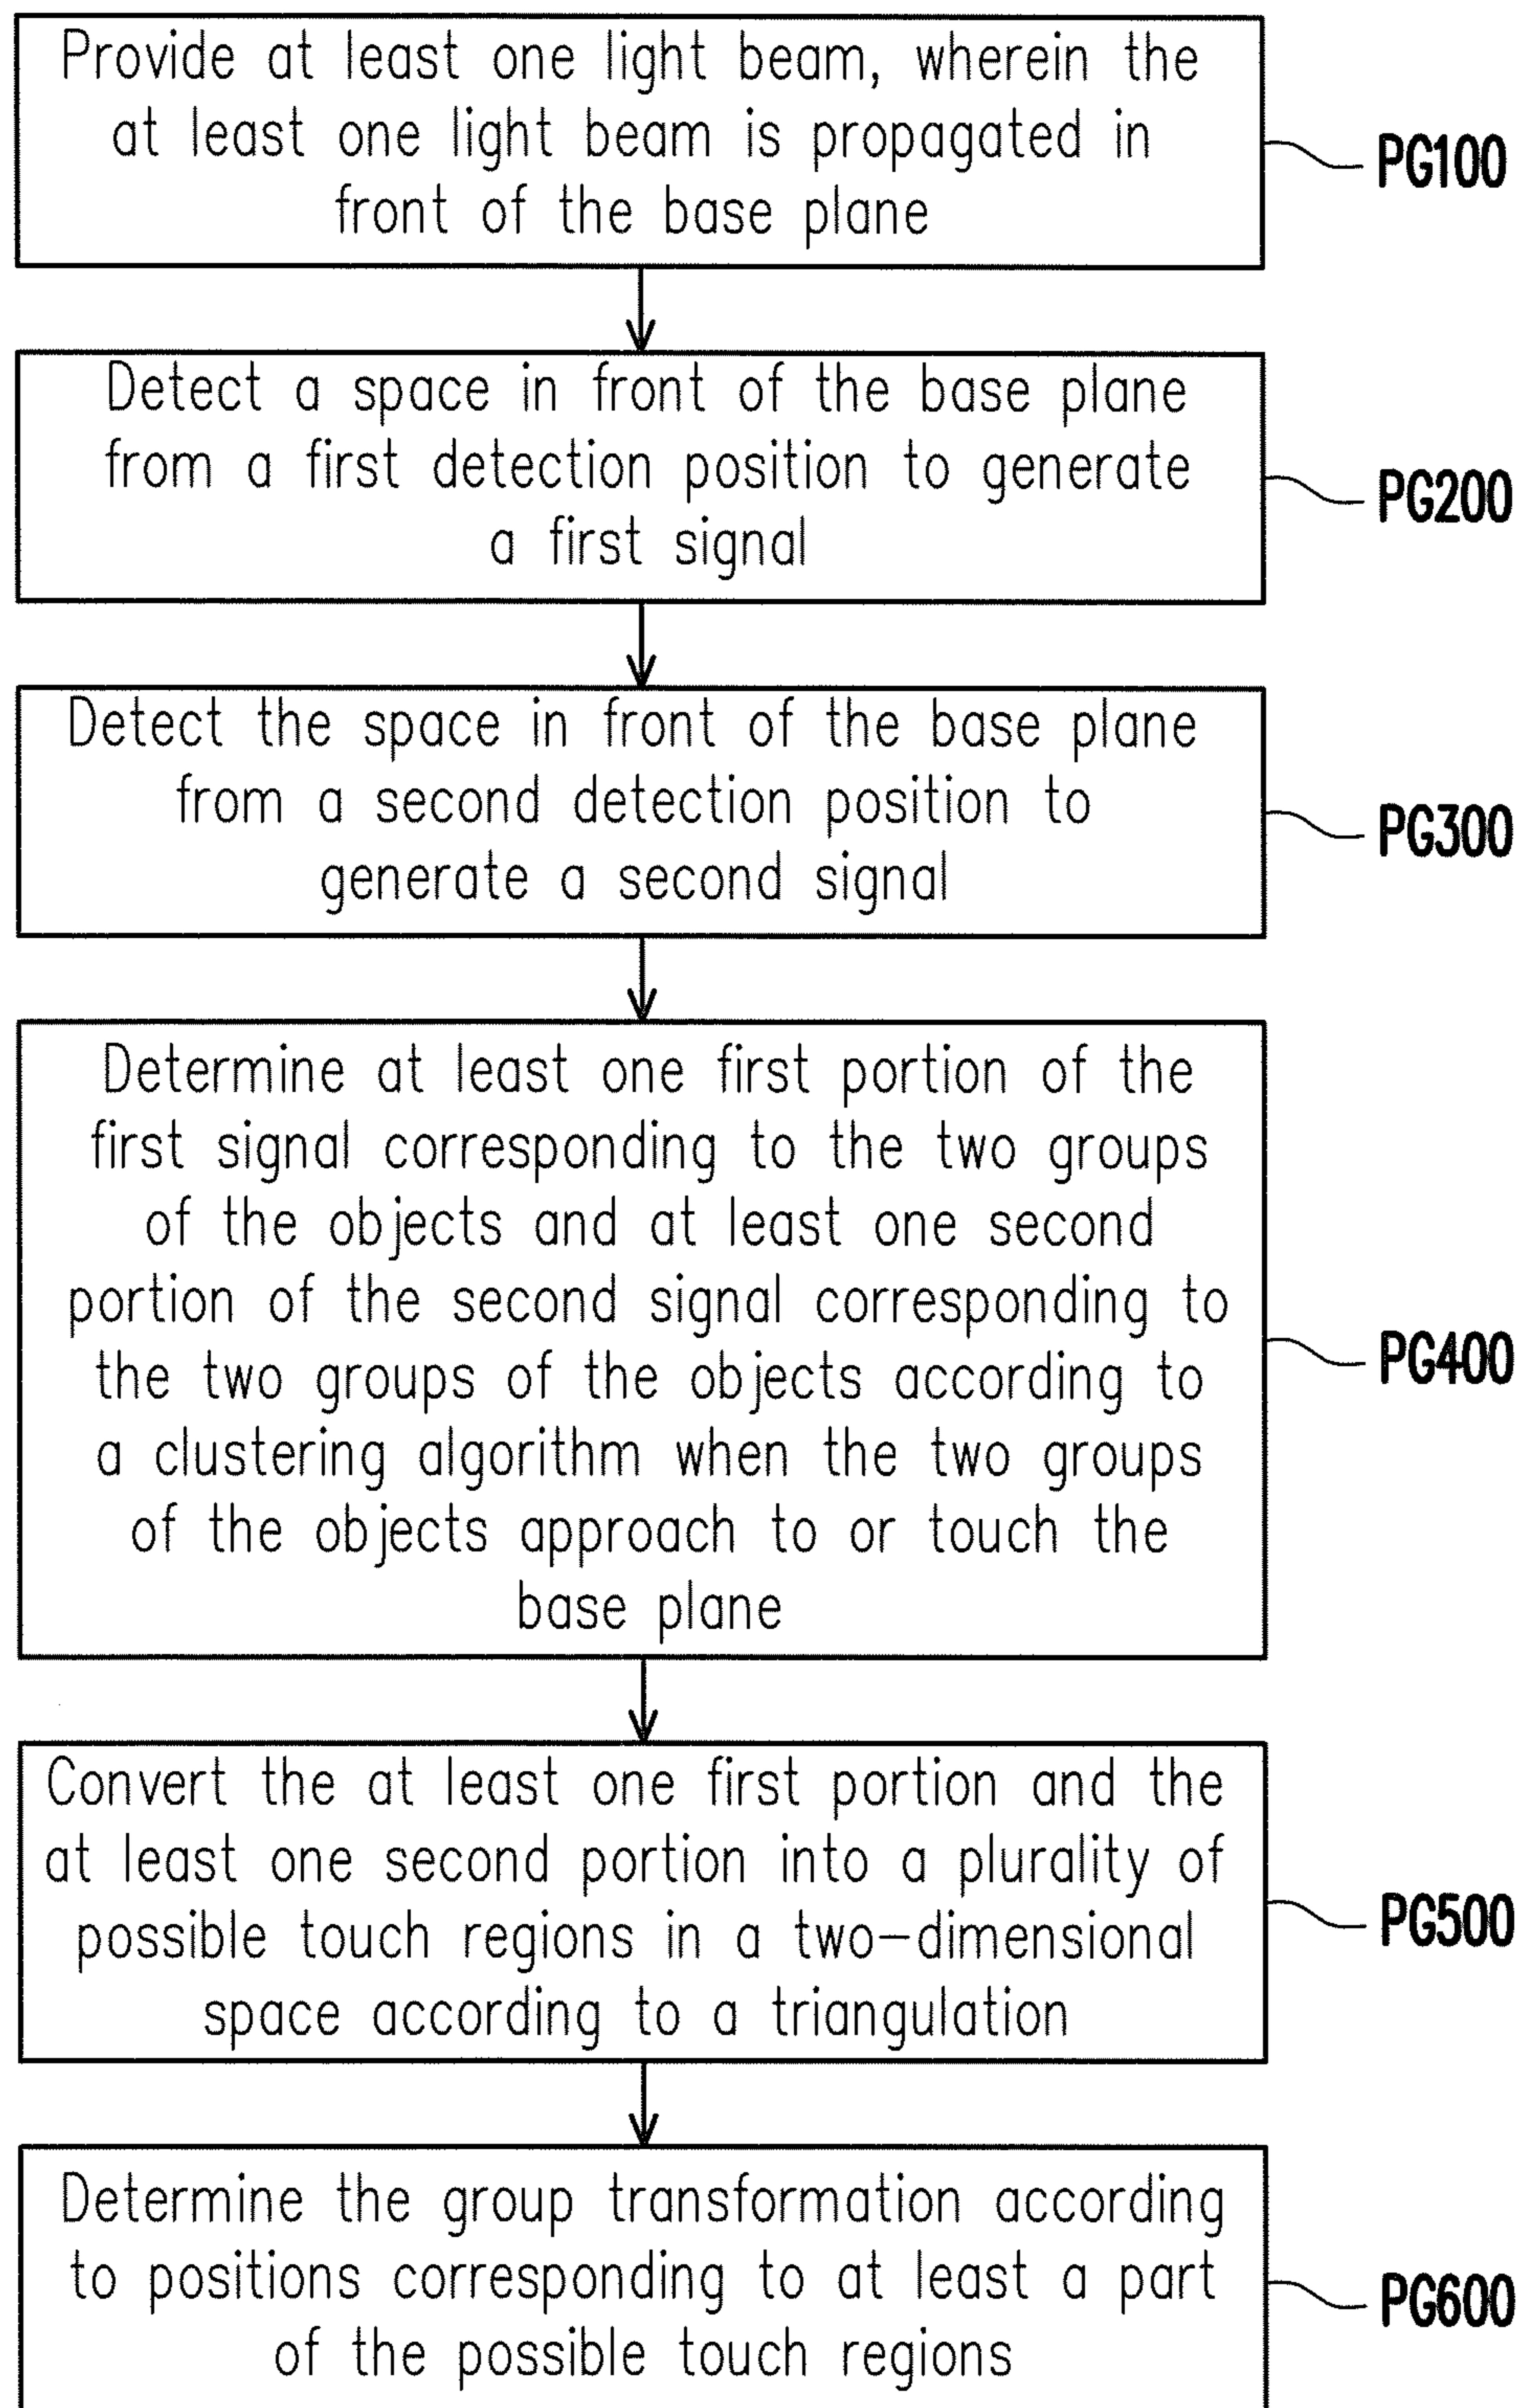 Provide at least one light beam, wherein the
at least one light beam is propagated in
front of the base plane
PG100
Detect a space in front of the base plane
from a first detection position to generate
a first signal
PG200
Detect the space in front of the base plane
from a second detection position to
generate a second signal
PG300
Determine at least one first portion of the
first signal corresponding to the two groups
of the objects and at least one second
portion of the second signal corresponding to
the two groups of the objects according to
a clustering algorithm when the two groups
of the objects approach to or touch the
base plane
PG400
Convert the at least one first portion and the
at least one second portion into a plurality of
possible touch regions in a two-dimensional
space according to a triangulation
PG500
Determine the group transformation according
to positions corresponding to at least a part
of the possible touch regions
PG600